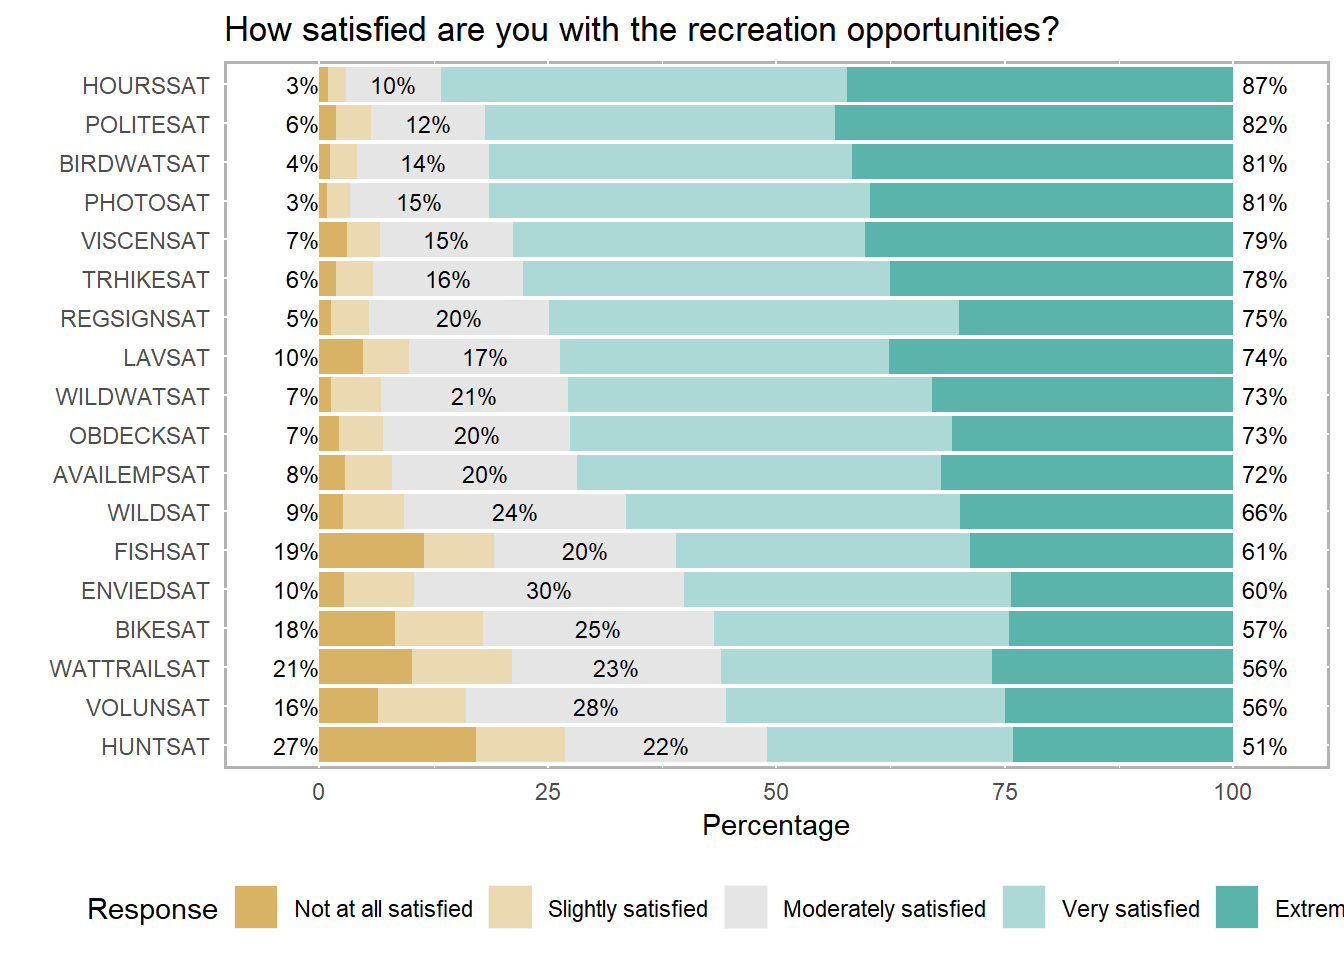 How satisfied are you with the recreation opportunities?
HOURSSAT 3% 10% 87%
POLITESAT 6% 12% 82%
BIRDWATSAT 4% 14% 81%
PHOTOSAT 3% 15% 81%
VISCENSAT 7% 15% 79%
TRHIKESAT 6% 16% 78%
REGSIGNSAT 5% 20% 75%
LAVSAT 10% 17% 74%
WILDWATSAT 7% 21% 73%
OBDECKSAT 7% 20% 73%
AVAILEMPSAT 8% 20% 72%
WILDSAT 9% 24% 66%
FISHSAT 19% 20% 61%
ENVIEDSAT 10% 30% 60%
BIKESAT 18% 25% 57%
WATTRAILSAT 21% 23% 56%
VOLUNSAT 16% 28% 56%
HUNTSAT 27% 22% 51%
0 25 50 75 100
Percentage
Response Not at all satisfied Slightly satisfied Moderately satisfied Very satisfied Extrem